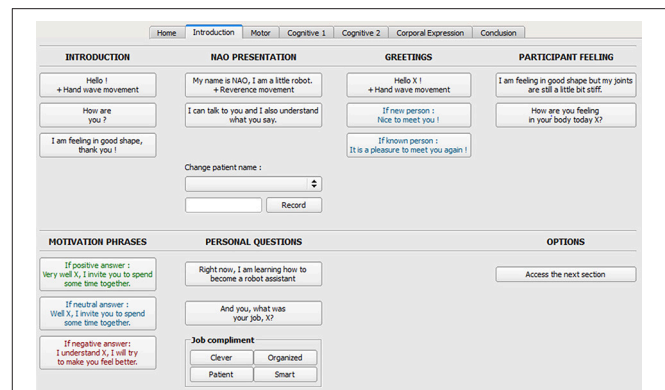 Home Introduction Motor Cognitive 1 Cognitive 2 Corporal Expression Conclusion
INTRODUCTION
Hello !
+ Hand wave movement
How are
you ?
I am feeling in good shape,
thank you !
NAO PRESENTATION
My name is NAO, I am a little robot.
+ Reverence movement
I can talk to you and I also understand
what you say.
Change patient name :
Record
GREETINGS
Hello X !
+ Hand wave movement
If new person :
Nice to meet you !
If known person :
It is a pleasure to meet you again !
PARTICIPANT FEELING
I am feeling in good shape but my joints
are still a little bit stiff.
How are you feeling
in your body today X?
MOTIVATION PHRASES
If positive answer :
Very well X, I invite you to spend
some time together.
If neutral answer :
Well X, I invite you to spend
some time together.
If negative answer:
I understand X, I will try
to make you feel better.
PERSONAL QUESTIONS
Right now, I am learning how to
become a robot assistant
And you, what was
your job, X?
Job compliment
Clever Organized
Patient Smart
OPTIONS
Access the next section